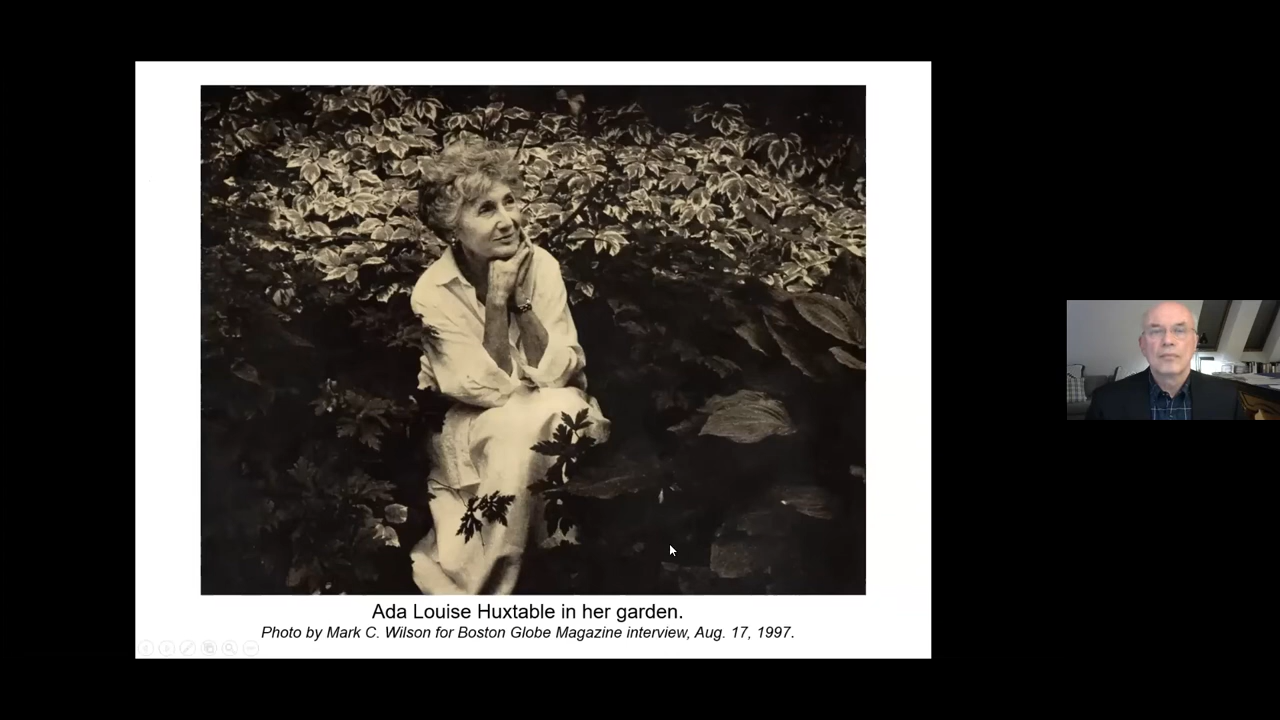 Ada Louise Huxtable in her garden.
Photo by Mark C. Wilson for Boston Globe Magazine interview, Aug. 17, 1997.